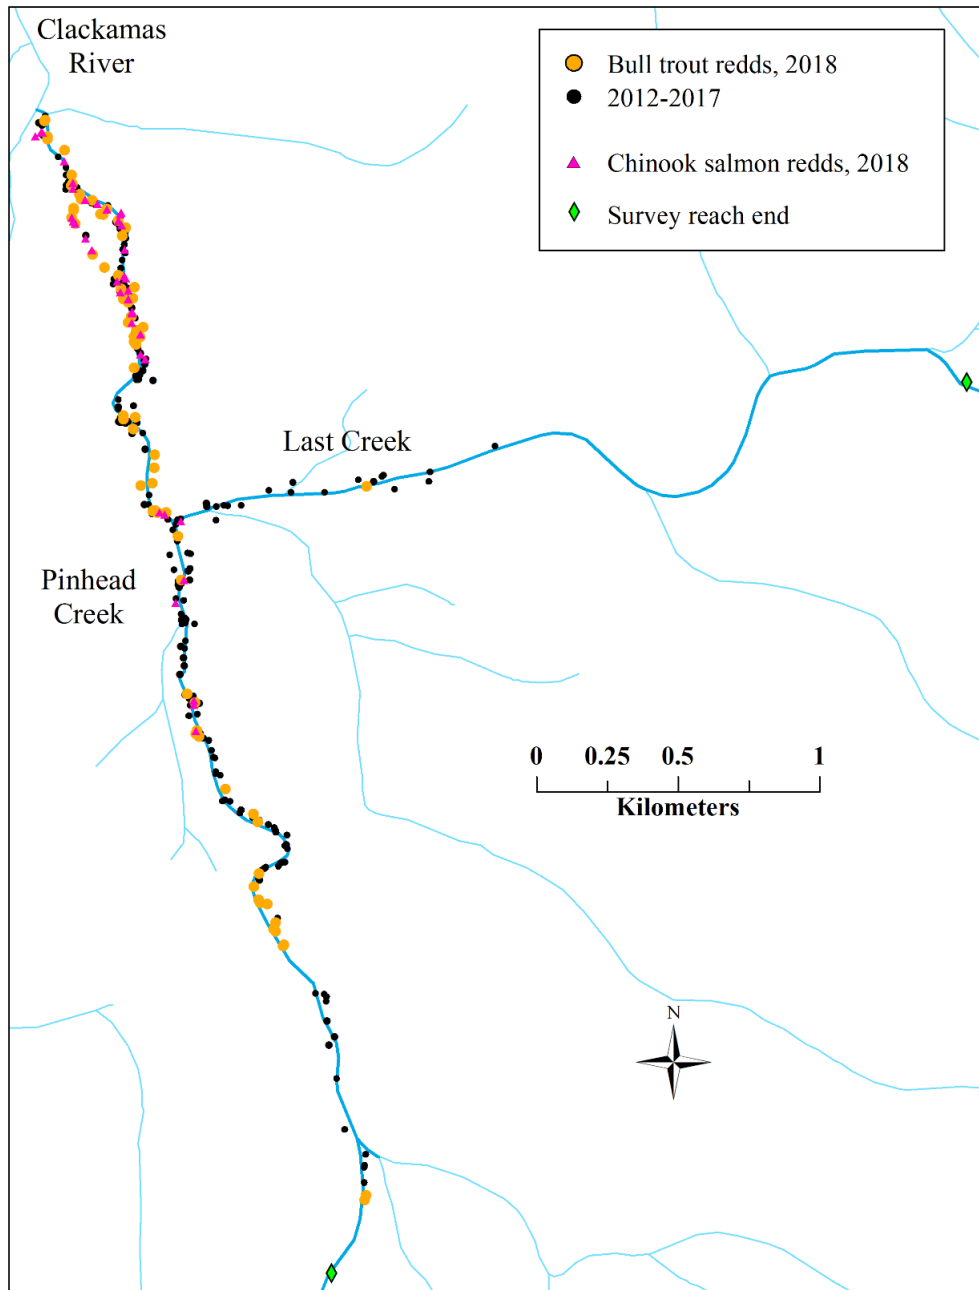 Clackamas
River
Bull trout redds, 2018
2012-2017
Chinook salmon redds, 2018
Survey reach end
Last Creek
Pinhead
Creek
0 0.25 0.5 1
Kilometers
N